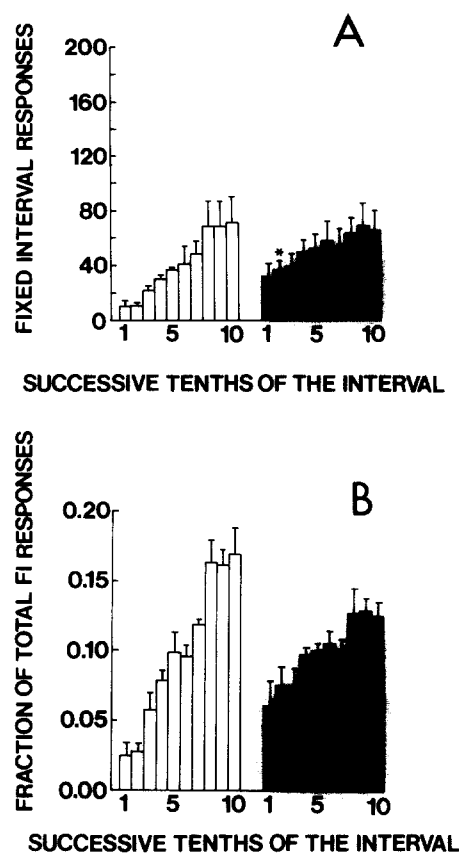 A
FIXED INTERVAL RESPONSES
200
160
120
80
40
0
*
1 5 10 1 5 10
SUCCESSIVE TENTHS OF THE INTERVAL
B
FRACTION OF TOTAL FI RESPONSES
0.20
0.15
0.10
0.05
0.00
1 5 10 1 5 10
SUCCESSIVE TENTHS OF THE INTERVAL